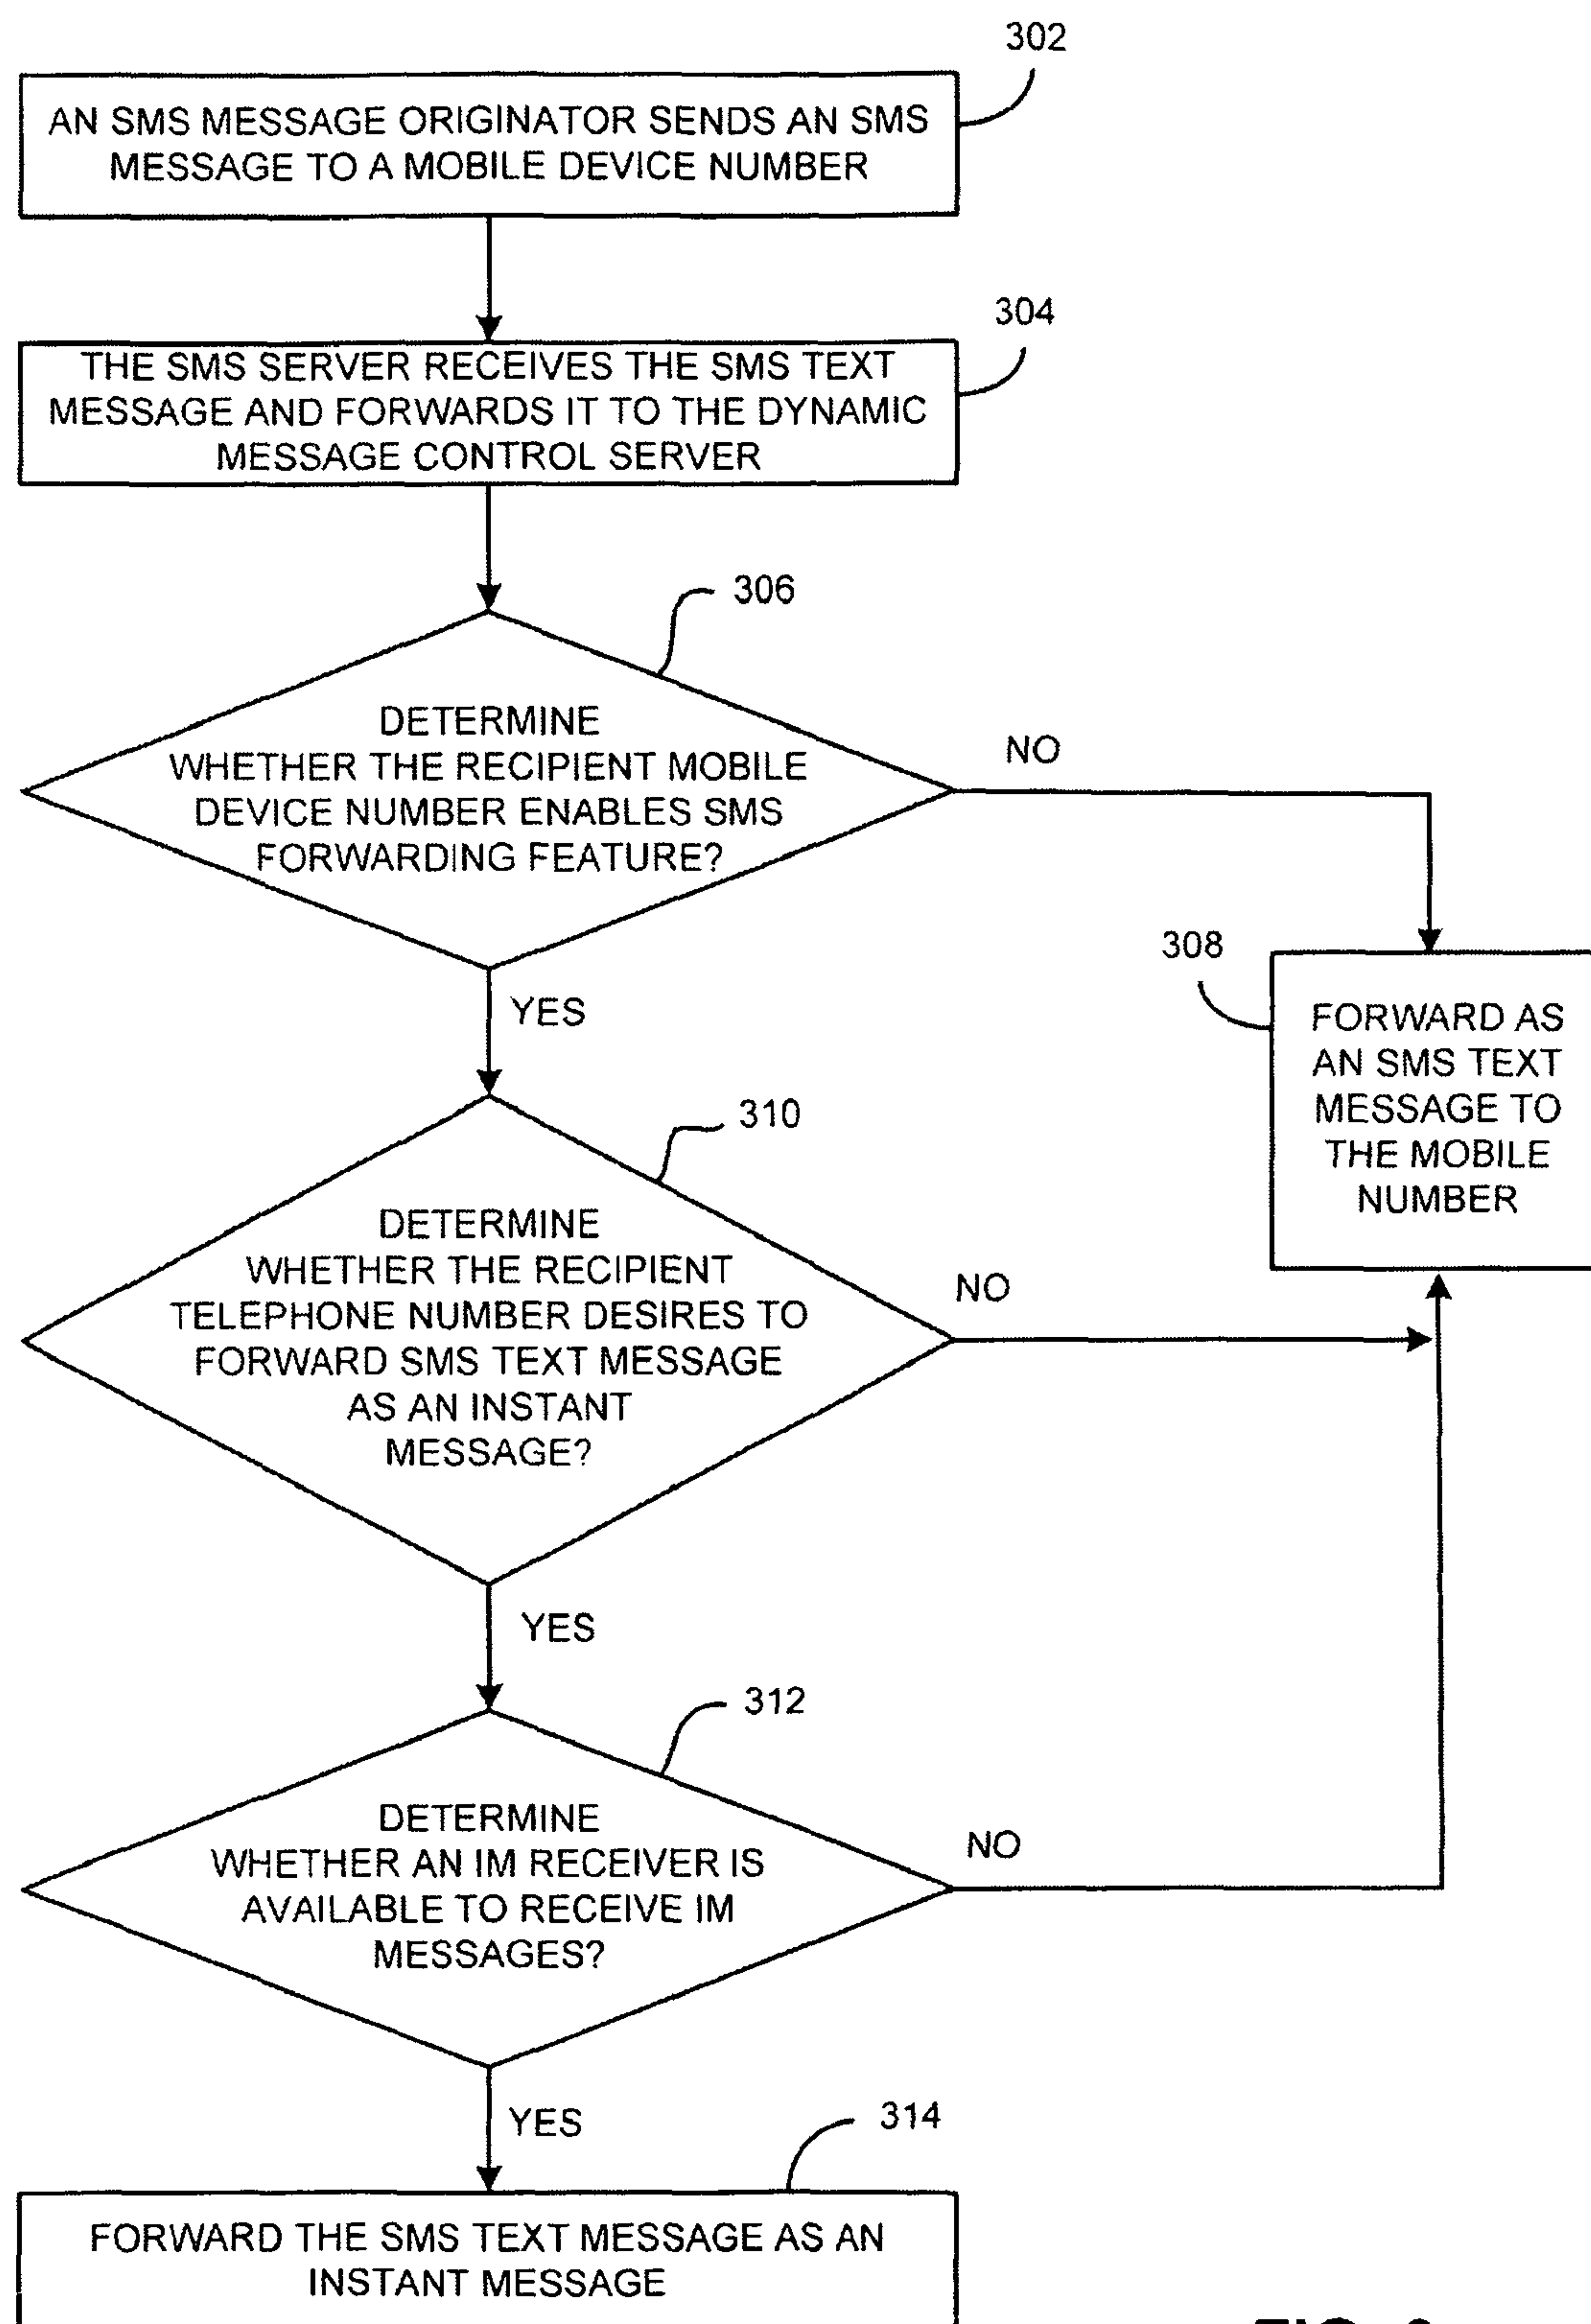 302
AN SMS MESSAGE ORIGINATOR SENDS AN SMS
MESSAGE TO A MOBILE DEVICE NUMBER
304
THE SMS SERVER RECEIVES THE SMS TEXT
MESSAGE AND FORWARDS IT TO THE DYNAMIC
MESSAGE CONTROL SERVER
306
DETERMINE
WHETHER THE RECIPIENT MOBILE
DEVICE NUMBER ENABLES SMS
FORWARDING FEATURE?
NO
YES
308
FORWARD AS
AN SMS TEXT
MESSAGE TO
THE MOBILE
NUMBER
310
DETERMINE
WHETHER THE RECIPIENT
TELEPHONE NUMBER DESIRES TO
FORWARD SMS TEXT MESSAGE
AS AN INSTANT
MESSAGE?
NO
YES
312
DETERMINE
WHETHER AN IM RECEIVER IS
AVAILABLE TO RECEIVE IM
MESSAGES?
NO
YES
314
FORWARD THE SMS TEXT MESSAGE AS AN
INSTANT MESSAGE